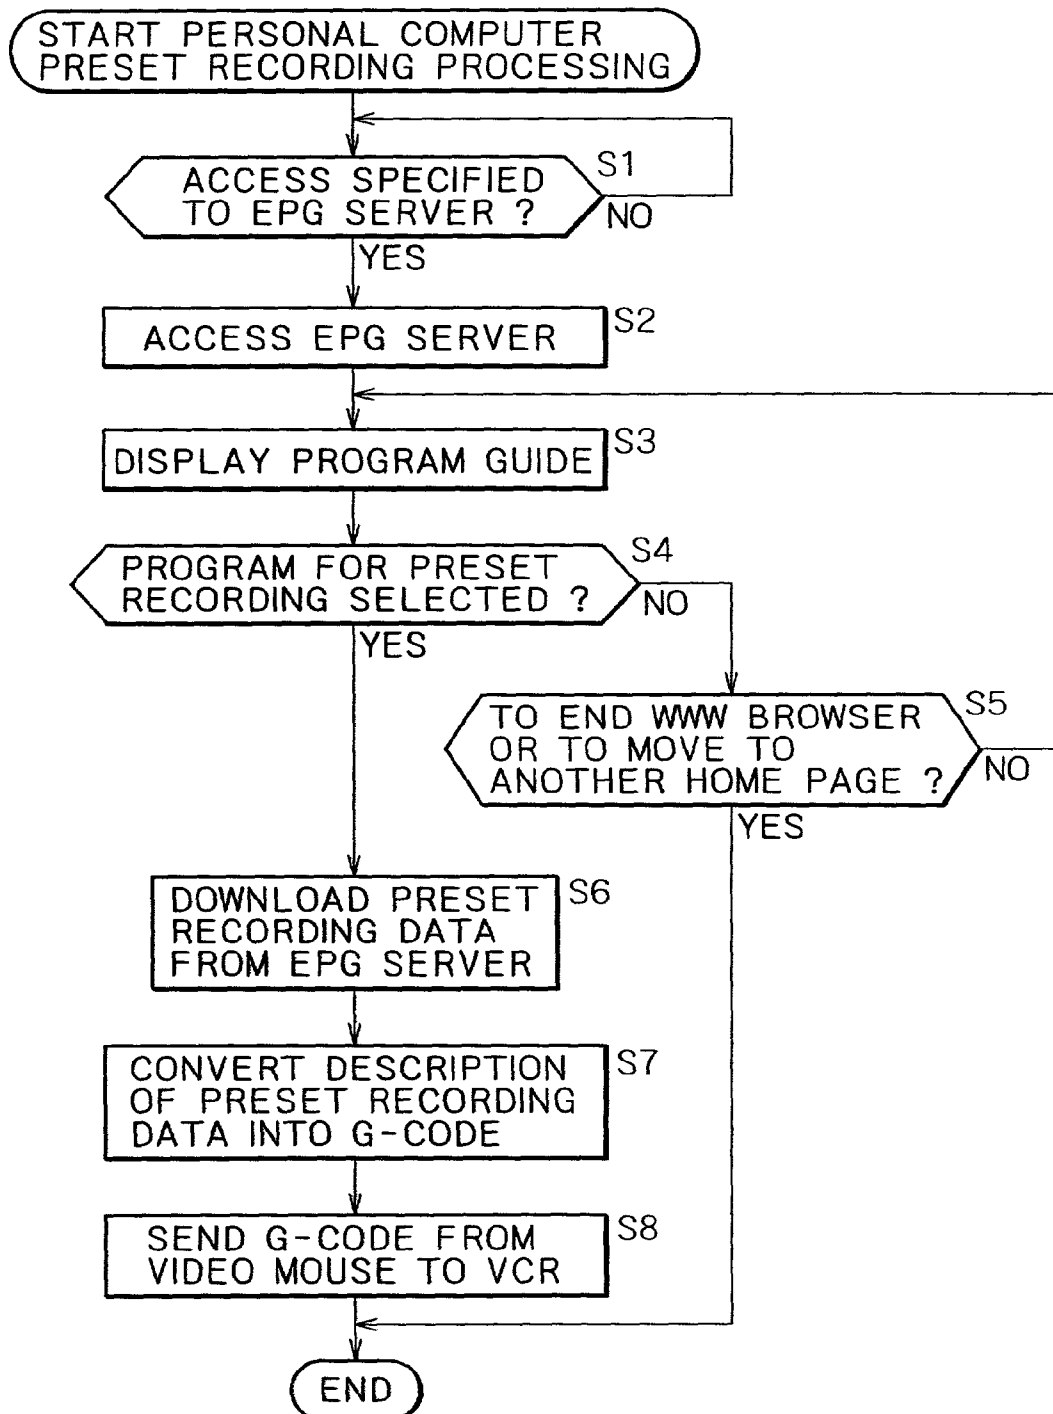 START PERSONAL COMPUTER
PRESET RECORDING PROCESSING
S1
ACCESS SPECIFIED
TO EPG SERVER ?
NO
YES
S2
ACCESS EPG SERVER
S3
DISPLAY PROGRAM GUIDE
S4
PROGRAM FOR PRESET
RECORDING SELECTED ?
NO
YES
S5
TO END WWW BROWSER
OR TO MOVE TO
ANOTHER HOME PAGE ?
NO
YES
S6
DOWNLOAD PRESET
RECORDING DATA
FROM EPG SERVER
S7
CONVERT DESCRIPTION
OF PRESET RECORDING
DATA INTO G-CODE
S8
SEND G-CODE FROM
VIDEO MOUSE TO VCR
END